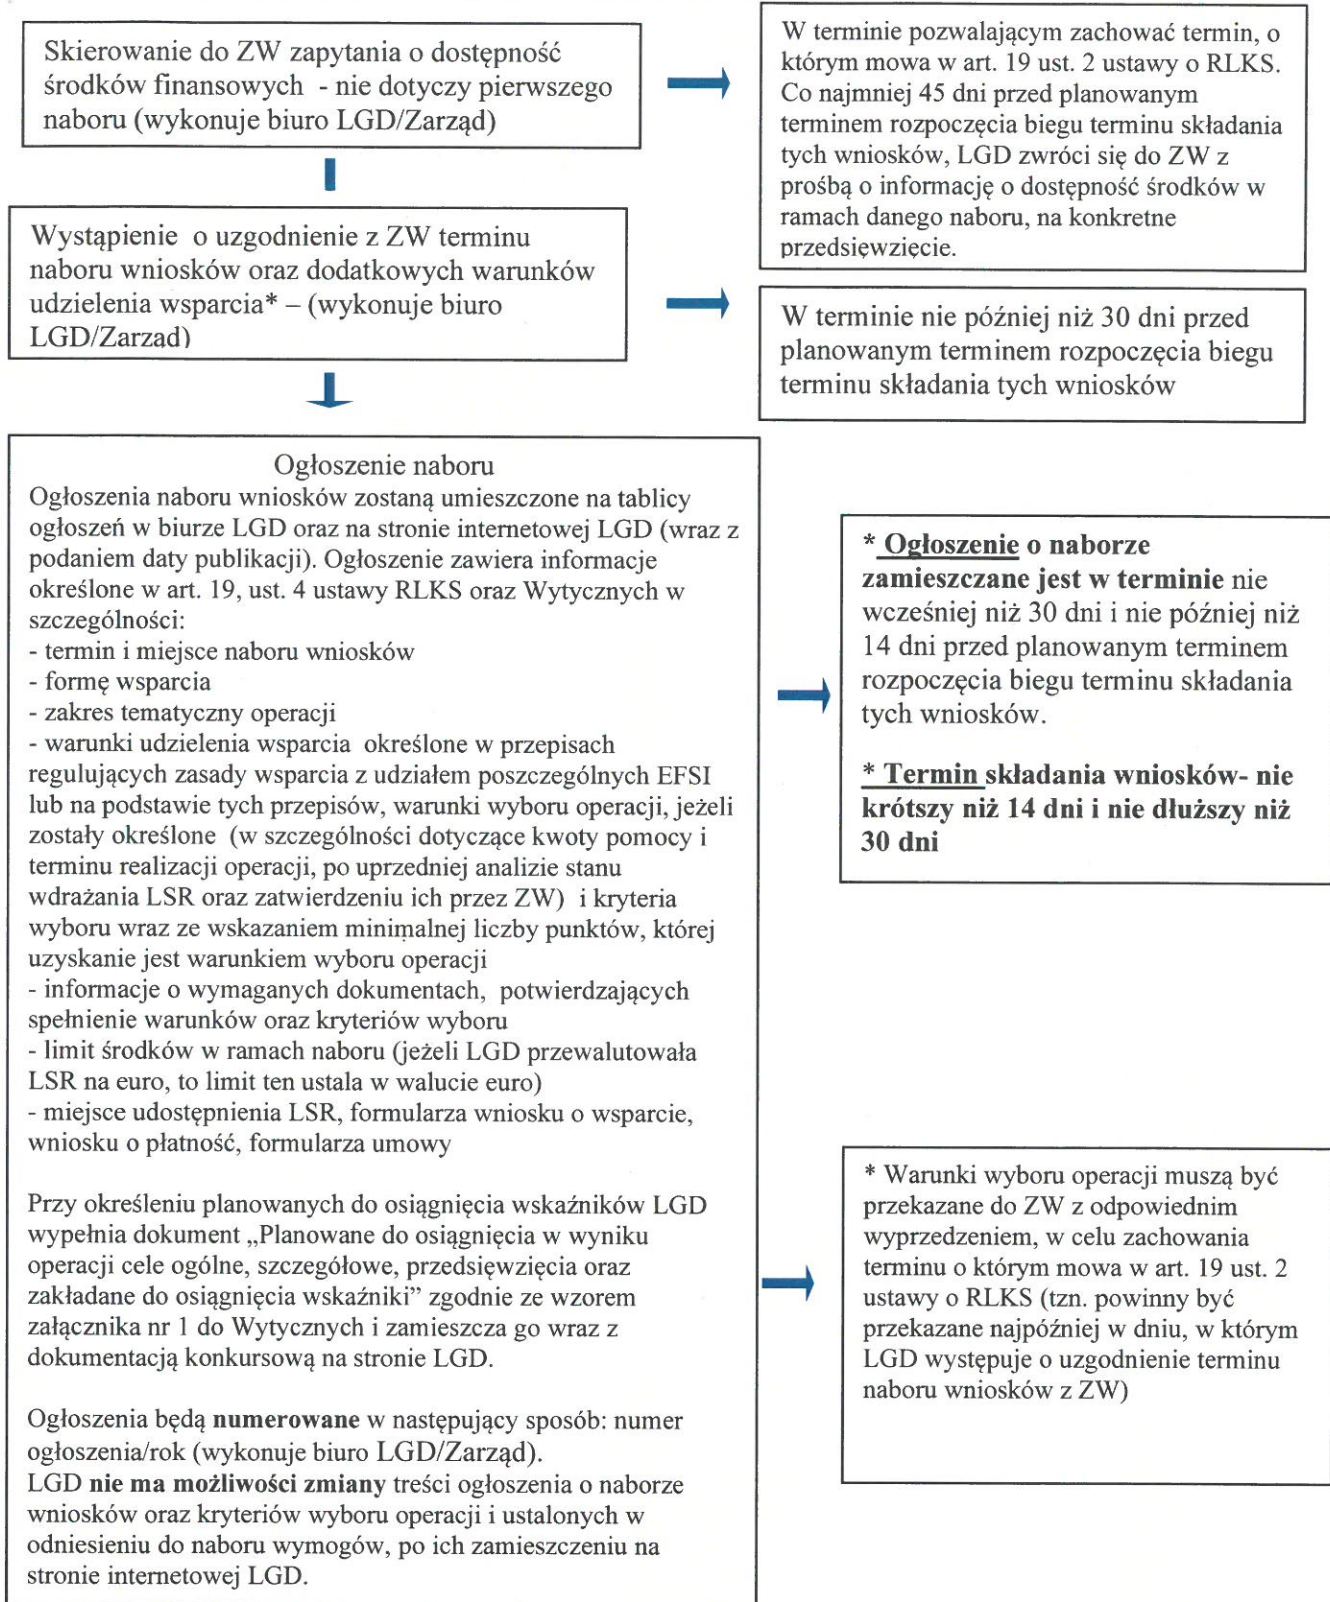 Skierowanie do ZW zapytania o dostępność
środków finansowych - nie dotyczy pierwszego
naboru (wykonuje biuro LGD/Zarząd)
W terminie pozwalającym zachować termin, o
którym mowa w art. 19 ust. 2 ustawy o RLKS.
Co najmniej 45 dni przed planowanym
terminem rozpoczęcia biegu terminu składania
tych wniosków, LGD zwróci się do ZW z
prośbą o informację o dostępność środków w
ramach danego naboru, na konkretne
przedsięwzięcie.
Wystąpienie o uzgodnienie z ZW terminu
naboru wniosków oraz dodatkowych warunków
udzielenia wsparcia* – (wykonuje biuro
LGD/Zarząd)
W terminie nie później niż 30 dni przed
planowanym terminem rozpoczęcia biegu
terminu składania tych wniosków
Ogłoszenie naboru
Ogłoszenia naboru wniosków zostaną umieszczone na tablicy
ogłoszeń w biurze LGD oraz na stronie internetowej LGD (wraz z
podaniem daty publikacji). Ogłoszenie zawiera informacje
określone w art. 19, ust. 4 ustawy RLKS oraz Wytycznych w
szczególności:
- termin i miejsce naboru wniosków
- formę wsparcia
- zakres tematyczny operacji
- warunki udzielenia wsparcia określone w przepisach
regulujących zasady wsparcia z udziałem poszczególnych EFSI
lub na podstawie tych przepisów, warunki wyboru operacji, jeżeli
zostały określone (w szczególności dotyczące kwoty pomocy i
terminu realizacji operacji, po uprzedniej analizie stanu
wdrażania LSR oraz zatwierdzeniu ich przez ZW) i kryteria
wyboru wraz ze wskazaniem minimalnej liczby punktów, której
uzyskanie jest warunkiem wyboru operacji
- informacje o wymaganych dokumentach, potwierdzających
spełnienie warunków oraz kryteriów wyboru
- limit środków w ramach naboru (jeżeli LGD przewalutowała
LSR na euro, to limit ten ustala w walucie euro)
- miejsce udostępnienia LSR, formularza wniosku o wsparcie,
wniosku o płatność, formularza umowy
Przy określeniu planowanych do osiągnięcia wskaźników LGD
wypełnia dokument „Planowane do osiągnięcia w wyniku
operacji cele ogólne, szczegółowe, przedsięwzięcia oraz
zakładane do osiągnięcia wskaźniki” zgodnie ze wzorem
załącznika nr 1 do Wytycznych i zamieszcza go wraz z
dokumentacją konkursową na stronie LGD.
Ogłoszenia będą numerowane w następujący sposób: numer
ogłoszenia/rok (wykonuje biuro LGD/Zarząd).
LGD nie ma możliwości zmiany treści ogłoszenia o naborze
wniosków oraz kryteriów wyboru operacji i ustalonych w
odniesieniu do naboru wymogów, po ich zamieszczeniu na
stronie internetowej LGD.
* Ogłoszenie o naborze
zamieszczane jest w terminie nie
wcześniej niż 30 dni i nie później niż
14 dni przed planowanym terminem
rozpoczęcia biegu terminu składania
tych wniosków.
* Termin składania wniosków- nie
krótszy niż 14 dni i nie dłuższy niż
30 dni
* Warunki wyboru operacji muszą być
przekazane do ZW z odpowiednim
wyprzedzeniem, w celu zachowania
terminu o którym mowa w art. 19 ust. 2
ustawy o RLKS (tzn. powinny być
przekazane najpóźniej w dniu, w którym
LGD występuje o uzgodnienie terminu
naboru wniosków z ZW)